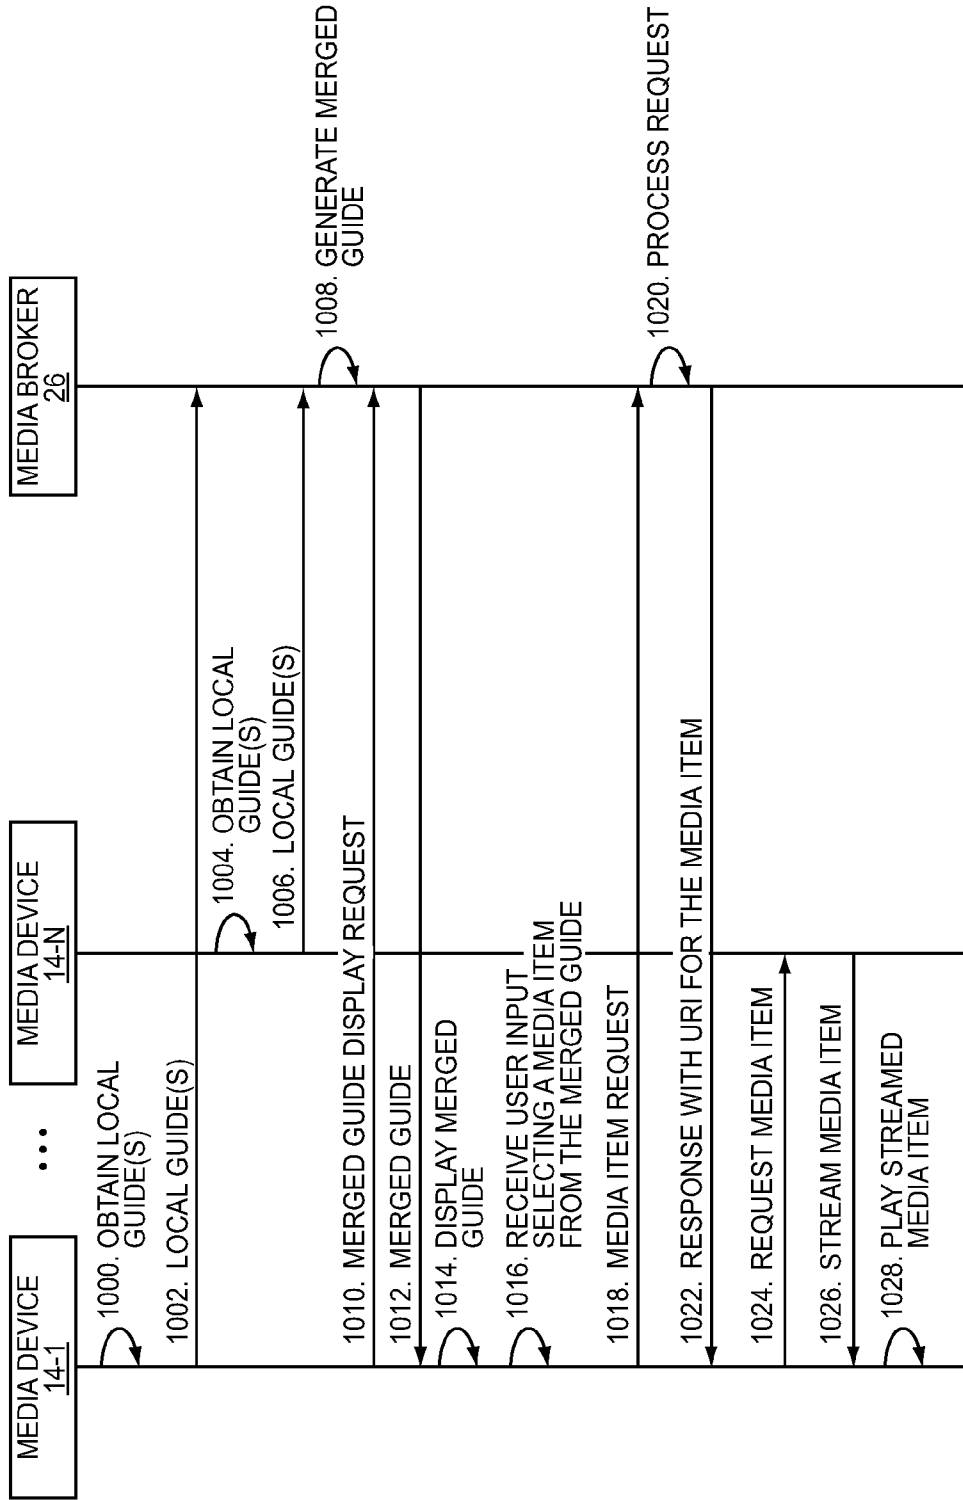 MEDIA DEVICE
14-1
...
MEDIA DEVICE
14-N
MEDIA BROKER
26
1000. OBTAIN LOCAL
GUIDE(S)
1002. LOCAL GUIDE(S)
1004. OBTAIN LOCAL
GUIDE(S)
1006. LOCAL GUIDE(S)
1008. GENERATE MERGED
GUIDE
1010. MERGED GUIDE DISPLAY REQUEST
1012. MERGED GUIDE
1014. DISPLAY MERGED
GUIDE
1016. RECEIVE USER INPUT
SELECTING A MEDIA ITEM
FROM THE MERGED GUIDE
1018. MEDIA ITEM REQUEST
1020. PROCESS REQUEST
1022. RESPONSE WITH URI FOR THE MEDIA ITEM
1024. REQUEST MEDIA ITEM
1026. STREAM MEDIA ITEM
1028. PLAY STREAMED
MEDIA ITEM